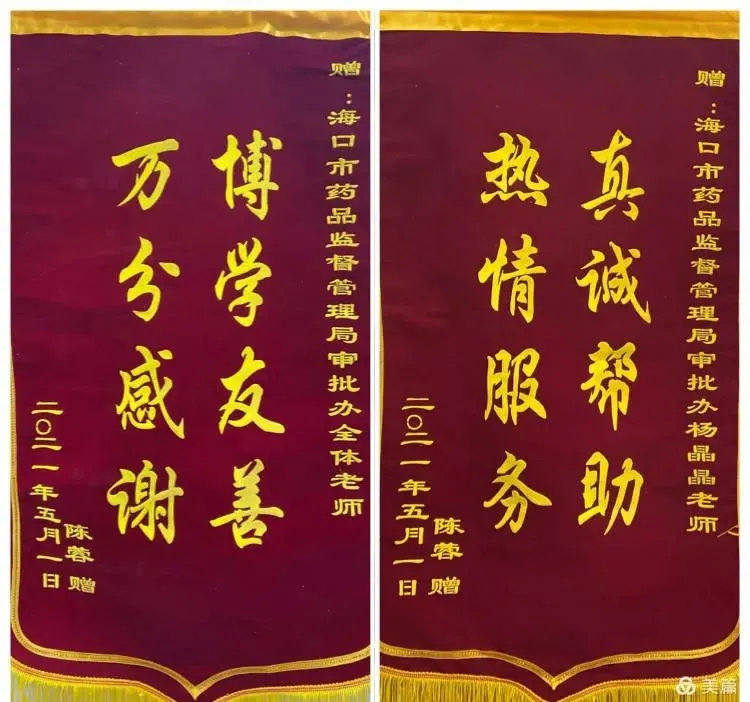 赠：海口市药品监督管理局审批办全体老师
博学友善
万分感谢
陈蓉 赠
二〇二一年五月一日
赠：海口市药品监督管理局审批办杨晶晶老师
真诚帮助
热情服务
陈蓉 赠
二〇二一年五月一日
美篇